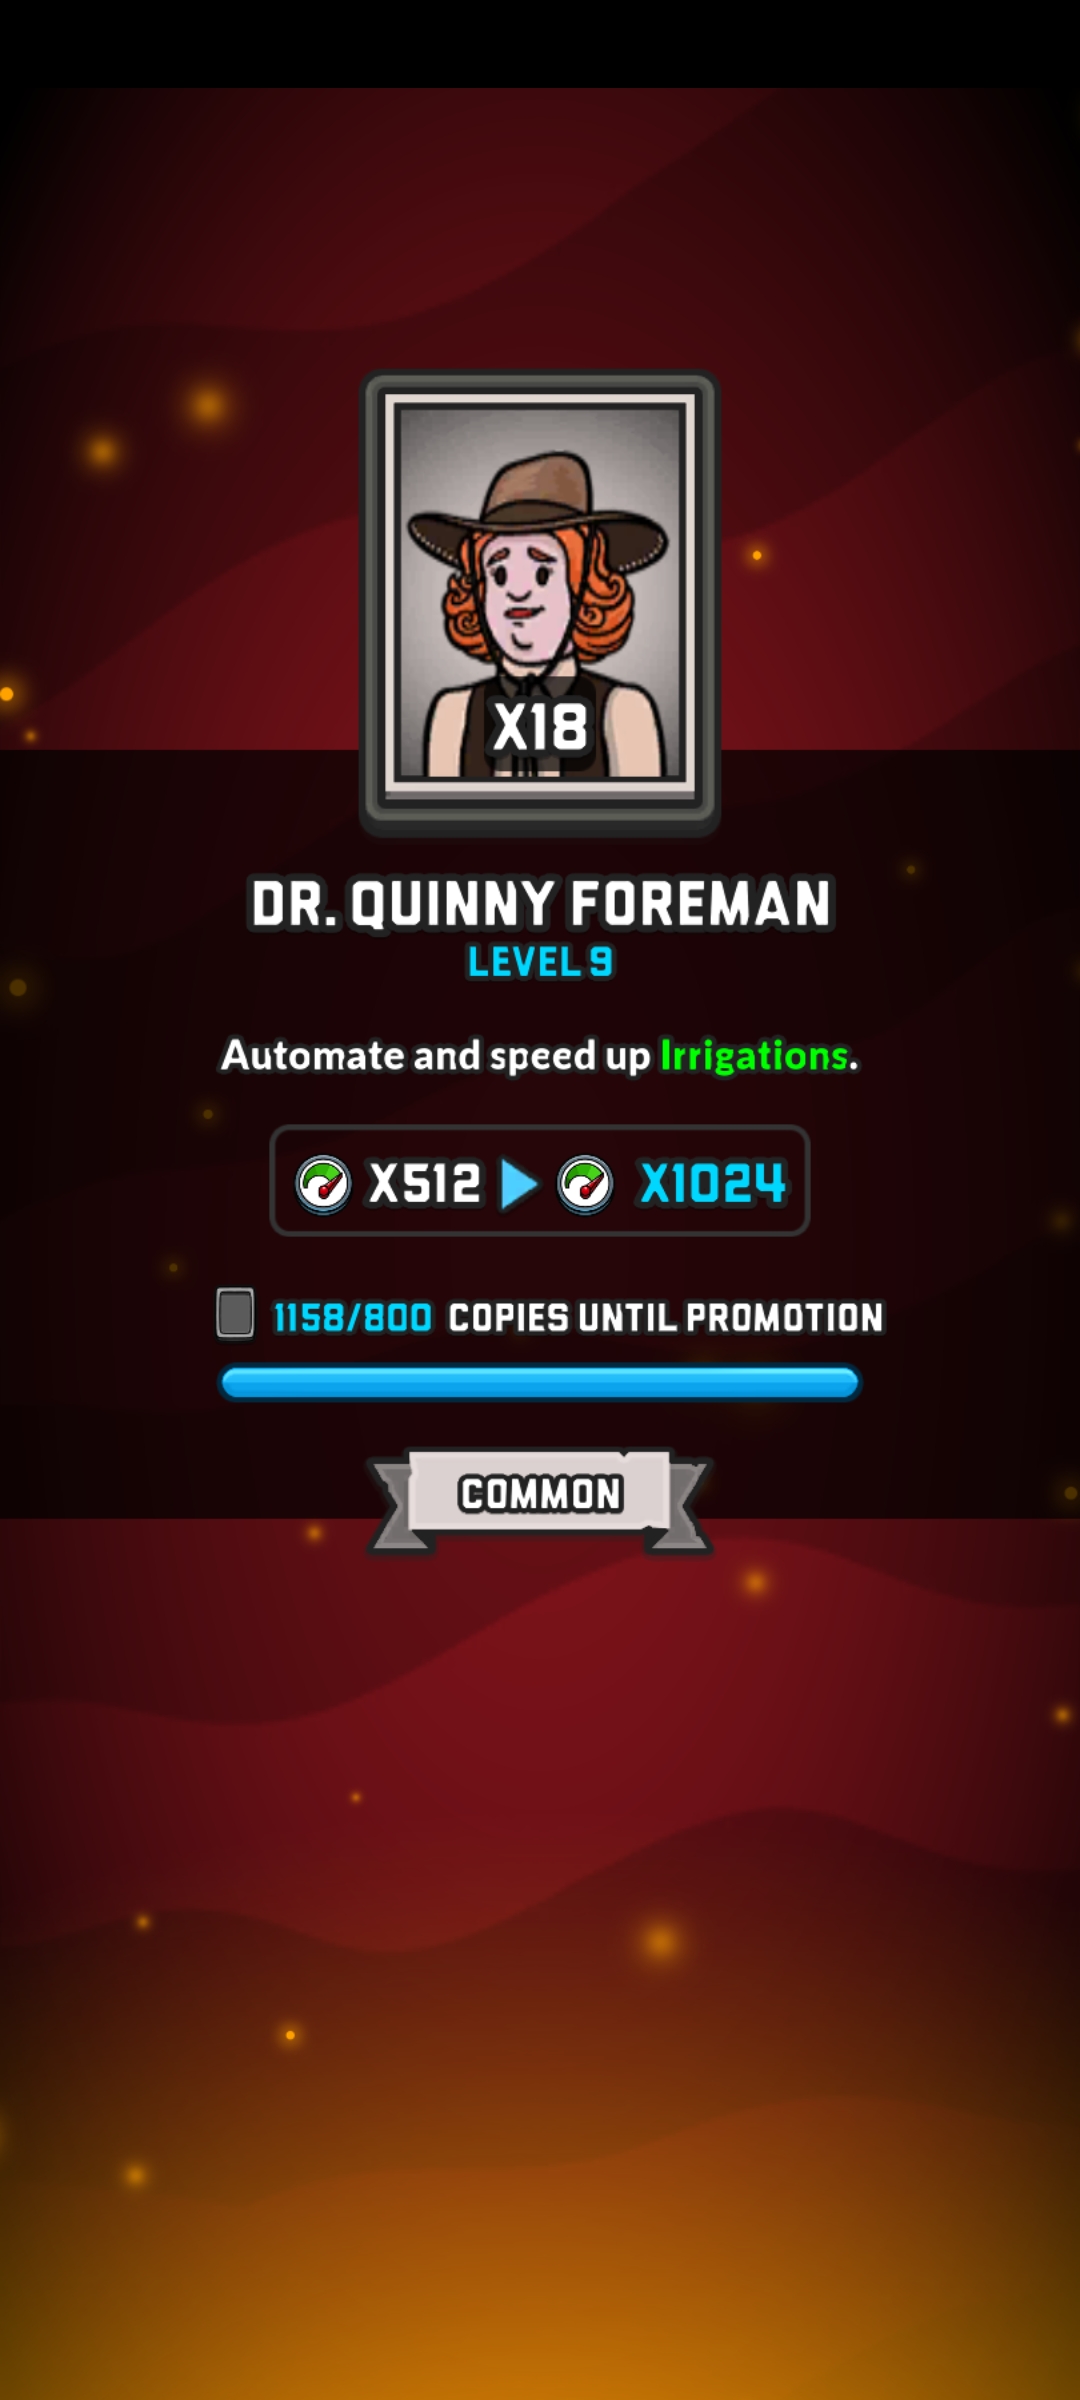 X18
DR. QUINNY FOREMAN
LEVEL 9
Automate and speed up Irrigations.
X512 X1024
1158/800 COPIES UNTIL PROMOTION
COMMON